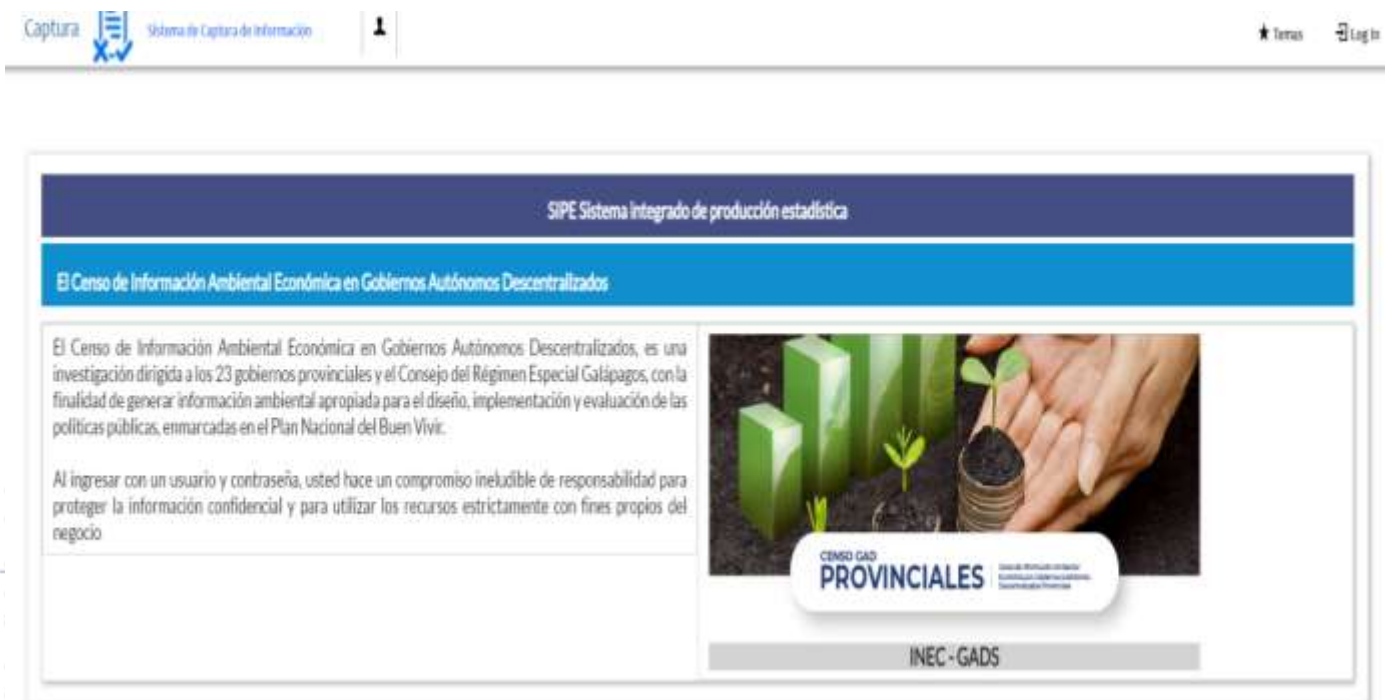 Captura
Sistema de Captura de Información
Temas
Log In
SIPE Sistema integrado de producción estadística
El Censo de Información Ambiental Económica en Gobiernos Autónomos Descentralizados
El Censo de Información Ambiental Económica en Gobiernos Autónomos Descentralizados, es una
investigación dirigida a los 23 gobiernos provinciales y el Consejo del Régimen Especial Galápagos, con la
finalidad de generar información ambiental apropiada para el diseño, implementación y evaluación de las
políticas públicas, enmarcadas en el Plan Nacional del Buen Vivir.
Al ingresar con un usuario y contraseña, usted hace un compromiso ineludible de responsabilidad para
proteger la información confidencial y para utilizar los recursos estrictamente con fines propios del
negocio
CENSO GAD
PROVINCIALES
INEC - GADS